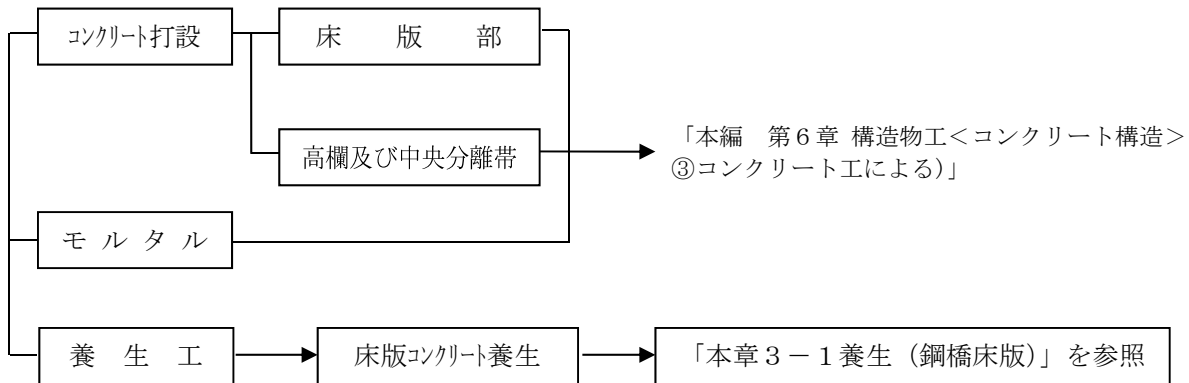 コンクリート打設
床版部
高欄及び中央分離帯
「本編 第６章 構造物工＜コンクリート構造＞
③コンクリート工による)」
モルタル
養生工
床版コンクリート養生
「本章３－１養生（鋼橋床版）」を参照